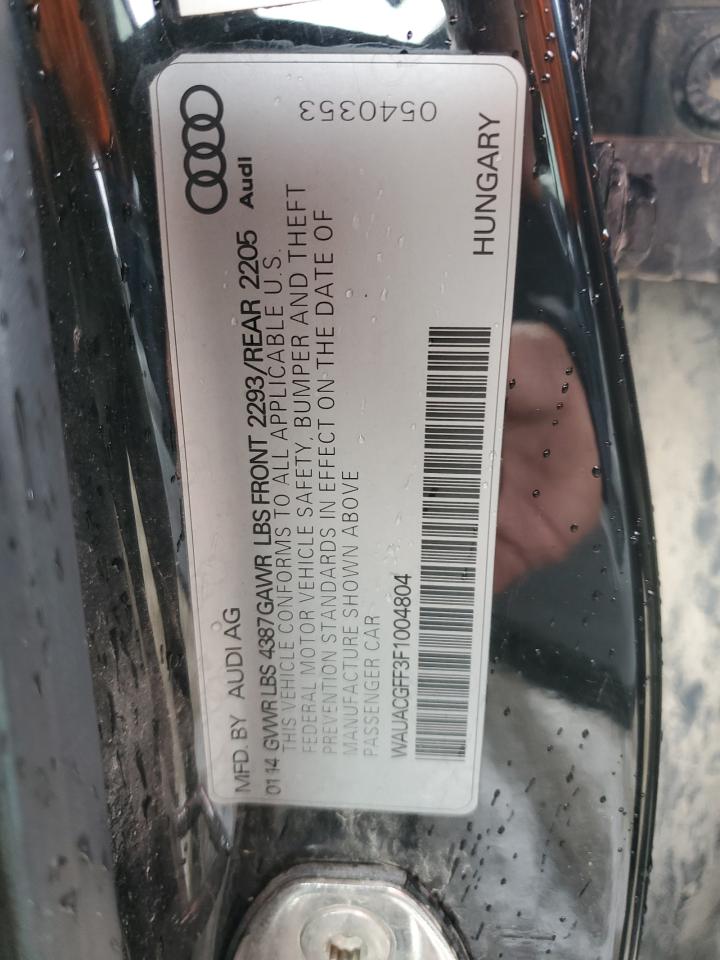 MFD. BY AUDI AG
01 14 GVWR LBS 4387GAWR LBS FRONT 2293/REAR 2205
THIS VEHICLE CONFORMS TO ALL APPLICABLE U.S.
FEDERAL MOTOR VEHICLE SAFETY, BUMPER AND THEFT
PREVENTION STANDARDS IN EFFECT ON THE DATE OF
MANUFACTURE SHOWN ABOVE
PASSENGER CAR
WAUACGFF3F1004804
Audi
0540353
HUNGARY